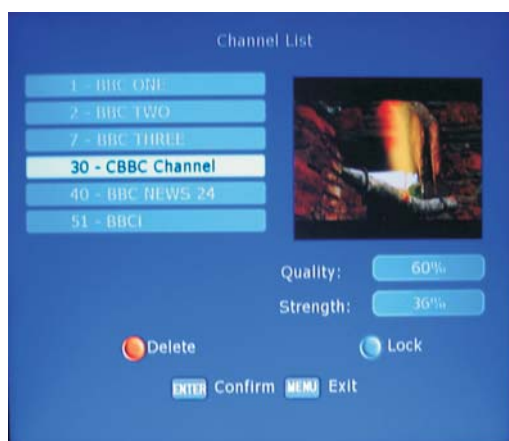 Channel List
1 - BBC ONE
2 - BBC TWO
7 - BBC THREE
30 - CBBC Channel
40 - BBC NEWS 24
51 - BBCi
Quality: 60%
Strength: 36%
Delete
Lock
ENTER Confirm MENU Exit